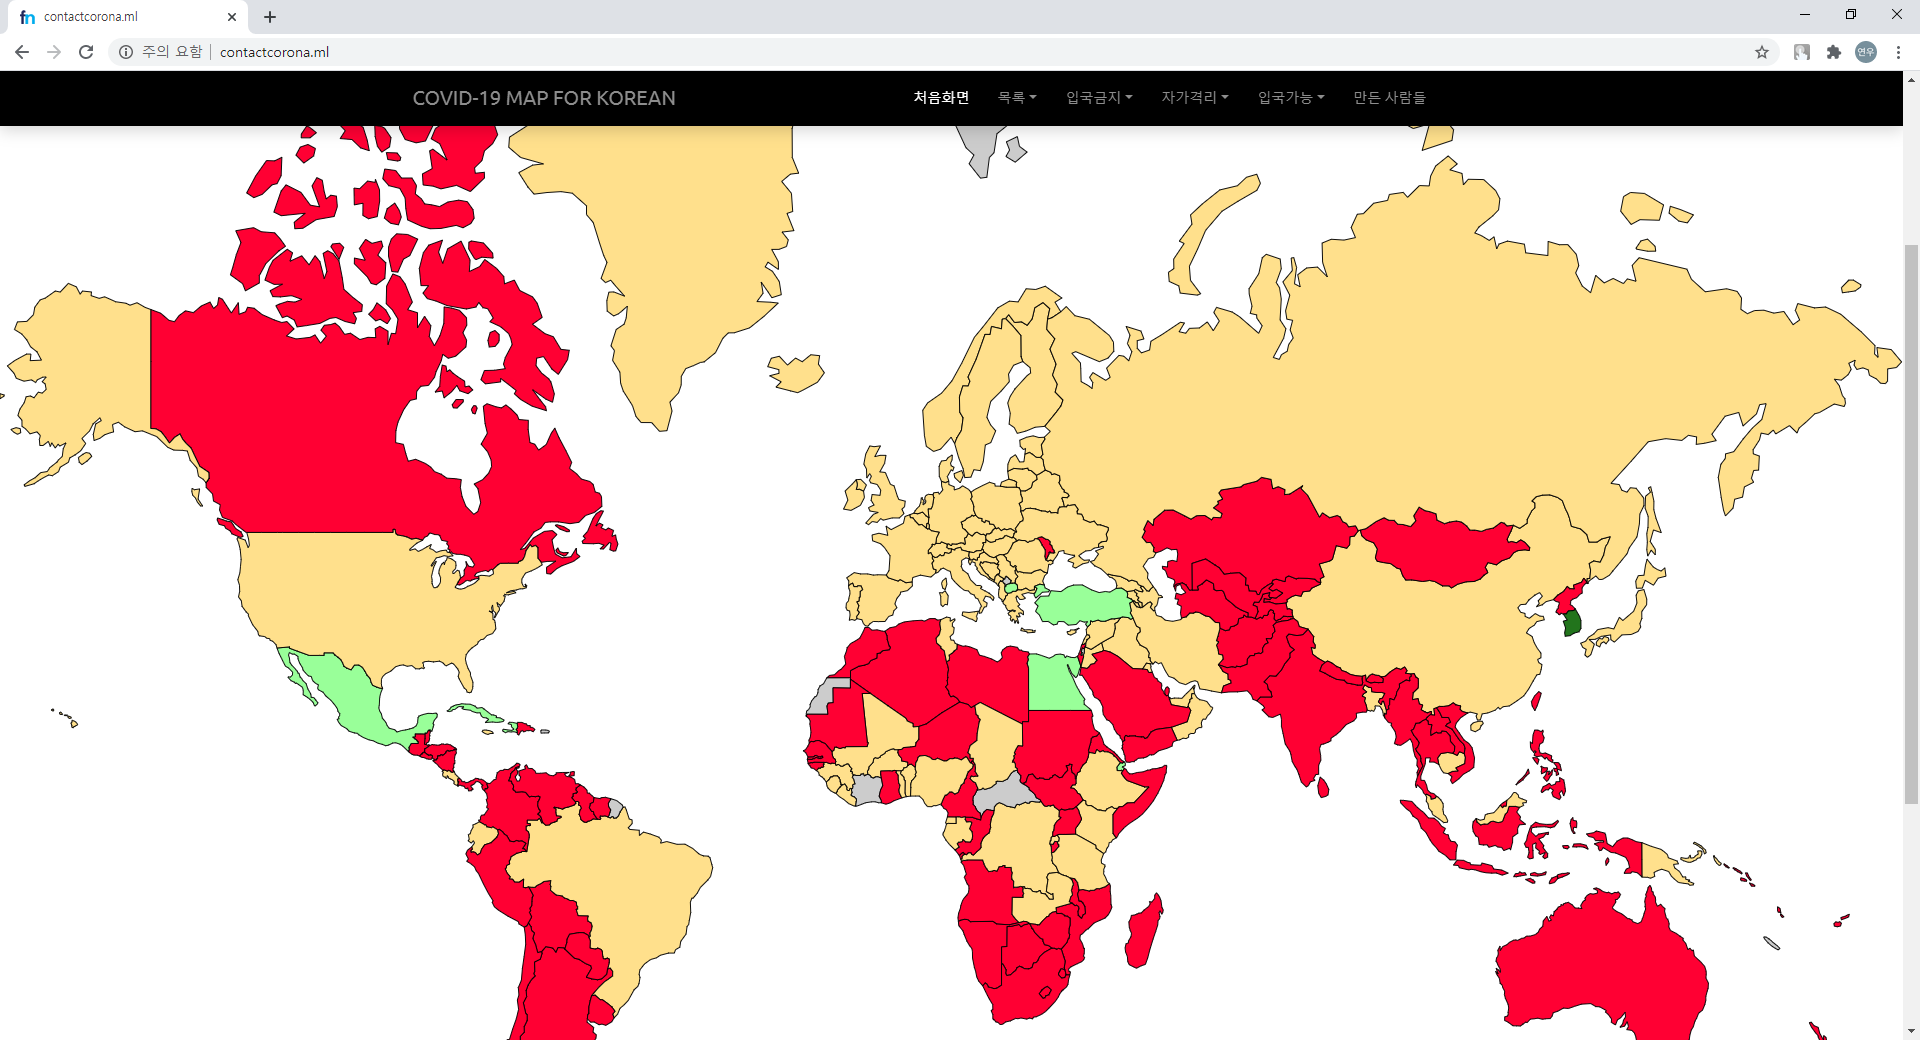 fn contactcorona.ml
주의 요함 | contactcorona.ml 연우
COVID-19 MAP FOR KOREAN 처음화면 목록 입국금지 자가격리 입국가능 만든 사람들